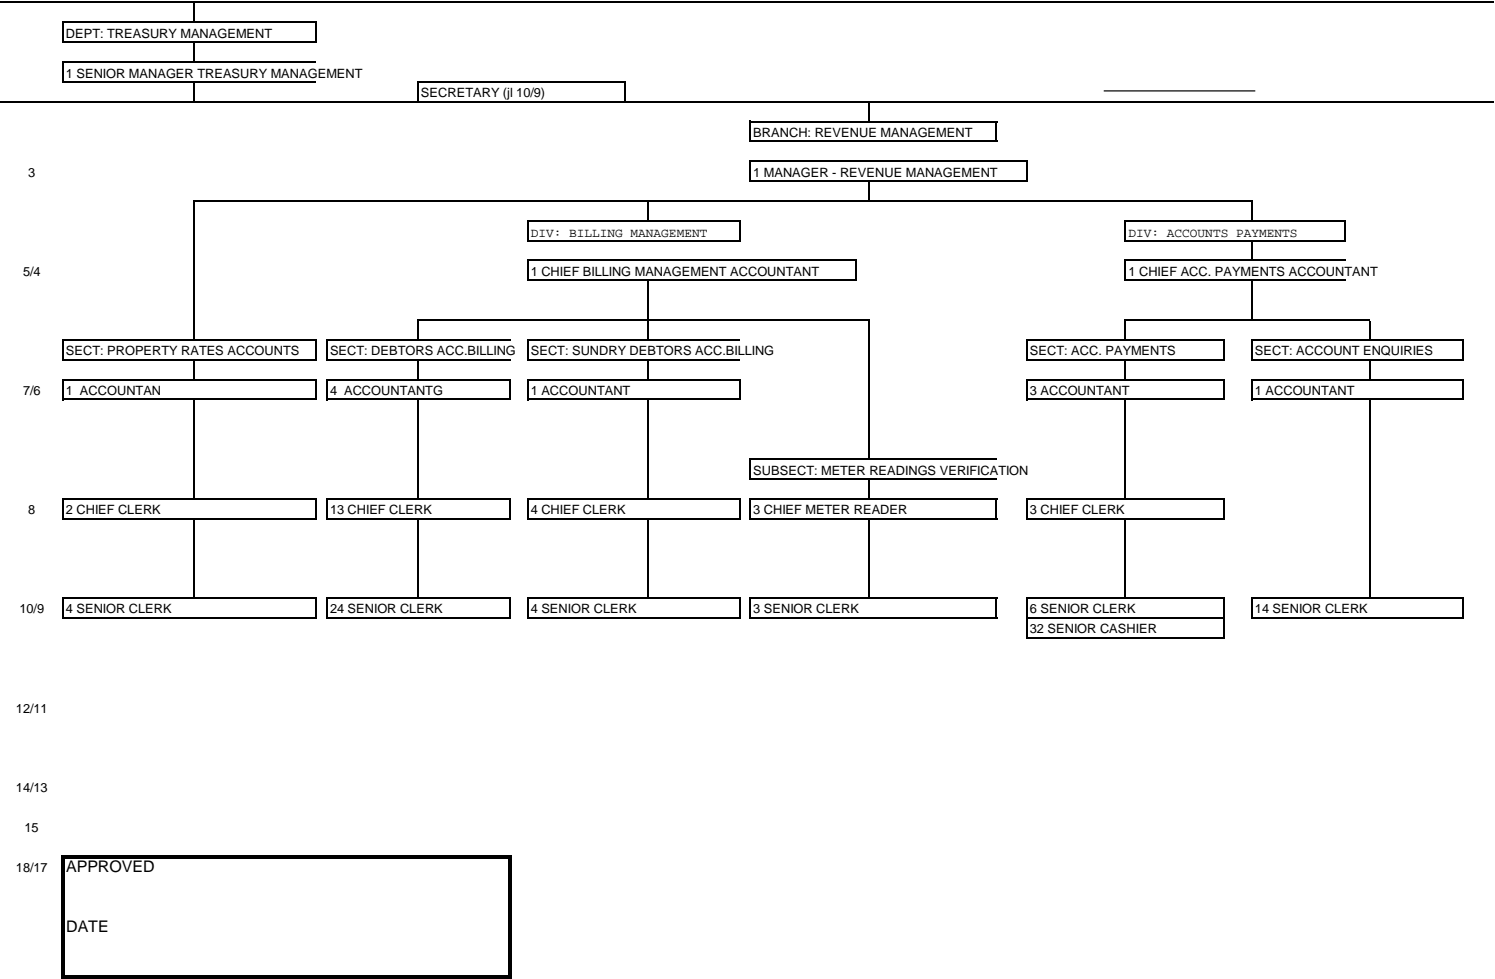 DEPT: TREASURY MANAGEMENT
1 SENIOR MANAGER TREASURY MANAGEMENT
SECRETARY (jl 10/9)
BRANCH: REVENUE MANAGEMENT
3 1 MANAGER - REVENUE MANAGEMENT
DIV: BILLING MANAGEMENT DIV: ACCOUNTS PAYMENTS
5/4 1 CHIEF BILLING MANAGEMENT ACCOUNTANT 1 CHIEF ACC. PAYMENTS ACCOUNTANT
SECT: PROPERTY RATES ACCOUNTS SECT: DEBTORS ACC.BILLING SECT: SUNDRY DEBTORS ACC.BILLING SECT: ACC. PAYMENTS SECT: ACCOUNT ENQUIRIES
7/6 1 ACCOUNTAN 4 ACCOUNTANTG 1 ACCOUNTANT 3 ACCOUNTANT 1 ACCOUNTANT
SUBSECT: METER READINGS VERIFICATION
8 2 CHIEF CLERK 13 CHIEF CLERK 4 CHIEF CLERK 3 CHIEF METER READER 3 CHIEF CLERK
10/9 4 SENIOR CLERK 24 SENIOR CLERK 4 SENIOR CLERK 3 SENIOR CLERK 6 SENIOR CLERK 14 SENIOR CLERK
32 SENIOR CASHIER
12/11
14/13
15
18/17 APPROVED
DATE